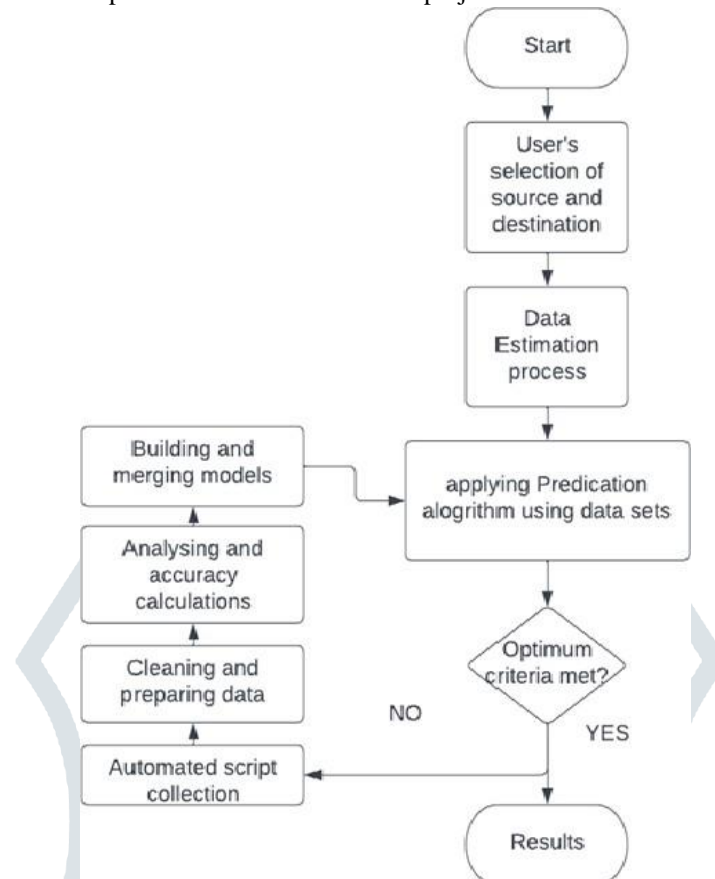 Start
User's
selection of
source and
destination
Data
Estimation
process
applying Predication
alogrithm using data sets
Building and
merging models
Analysing and
accuracy
calculations
Cleaning and
preparing data
Automated script
collection
Optimum
criteria met?
NO
YES
Results